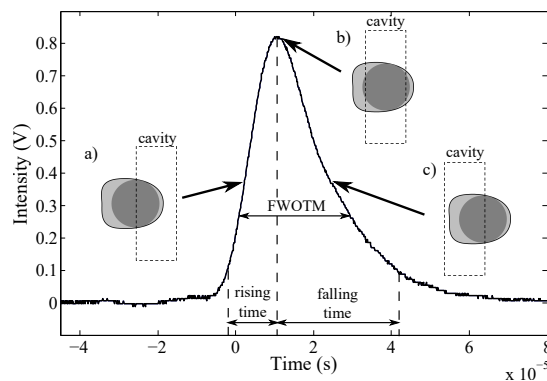 0.8
0.7
0.6
0.5
0.4
0.3
0.2
0.1
0
Intensity (V)
a)
cavity
b)
cavity
c)
cavity
FWOTM
rising
time
falling
time
−4
−2
0
2
4
6
8
Time (s)
x 10